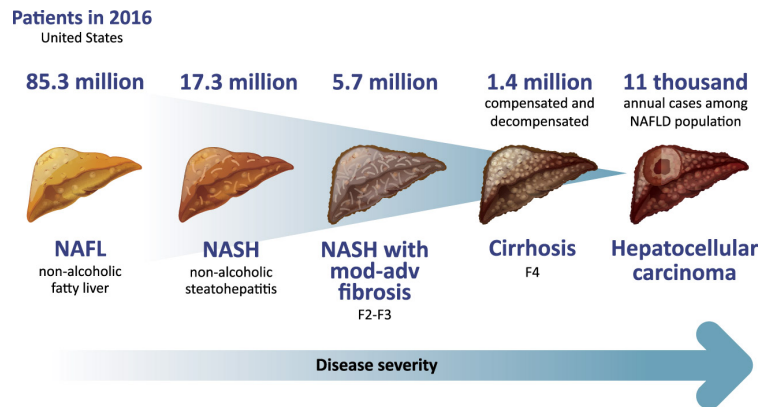 Patients in 2016
United States
85.3 million
17.3 million
5.7 million
1.4 million
compensated and
decompensated
11 thousand
annual cases among
NAFLD population
NAFL
non-alcoholic
fatty liver
NASH
non-alcoholic
steatohepatitis
NASH with
mod-adv
fibrosis
F2-F3
Cirrhosis
F4
Hepatocellular
carcinoma
Disease severity